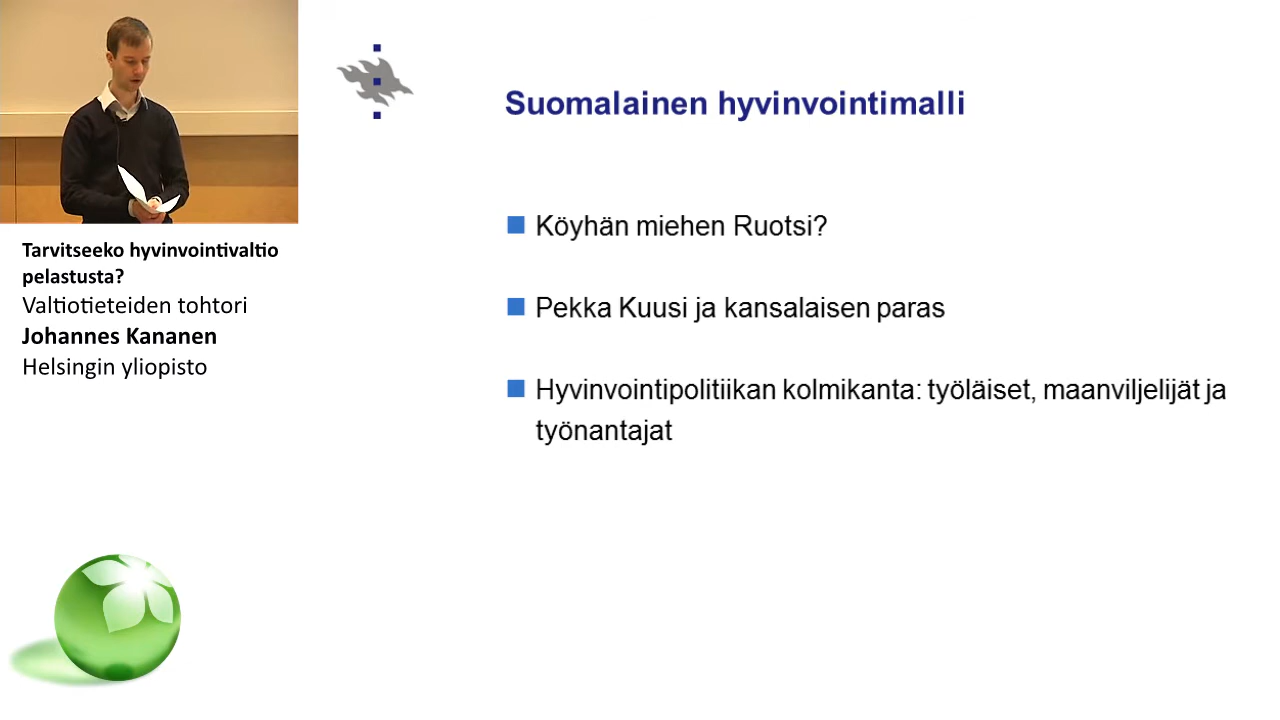 Suomalainen hyvinvointimalli
Köyhän miehen Ruotsi?
Pekka Kuusi ja kansalaisen paras
Hyvinvointipolitiikan kolmikanta: työläiset, maanviljelijät ja
työnantajat
Tarvitseeko hyvinvointivaltio
pelastusta?
Valtiotieteiden tohtori
Johannes Kananen
Helsingin yliopisto